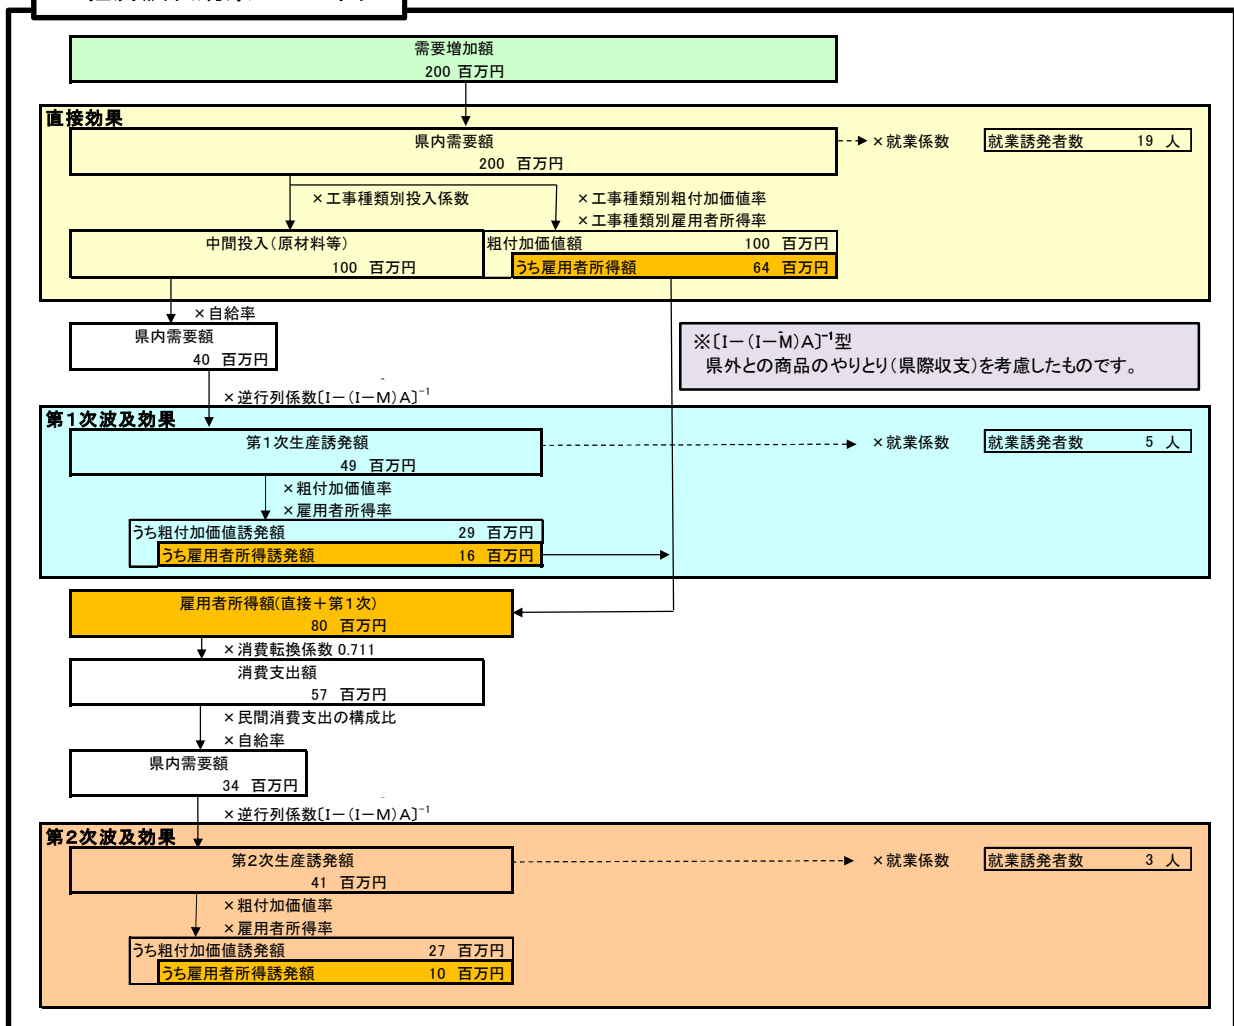 需要増加額
200 百万円
直接効果
県内需要額
200 百万円
×就業係数
就業誘発者数 19 人
×工事種類別投入係数
×工事種類別粗付加価値率
×工事種類別雇用者所得率
中間投入(原材料等)
100 百万円
粗付加価値額 100 百万円
うち雇用者所得額 64 百万円
×自給率
県内需要額
40 百万円
※〔I-(I-M̂)A〕⁻¹型
県外との商品のやりとり(県際収支)を考慮したものです。
×逆行列係数〔I-(I-M̂)A〕⁻¹
第1次波及効果
第1次生産誘発額
49 百万円
×就業係数
就業誘発者数 5 人
×粗付加価値率
×雇用者所得率
うち粗付加価値誘発額 29 百万円
うち雇用者所得誘発額 16 百万円
雇用者所得額(直接+第1次)
80 百万円
×消費転換係数 0.711
消費支出額
57 百万円
×民間消費支出の構成比
×自給率
県内需要額
34 百万円
×逆行列係数〔I-(I-M̂)A〕⁻¹
第2次波及効果
第2次生産誘発額
41 百万円
×就業係数
就業誘発者数 3 人
×粗付加価値率
×雇用者所得率
うち粗付加価値誘発額 27 百万円
うち雇用者所得誘発額 10 百万円